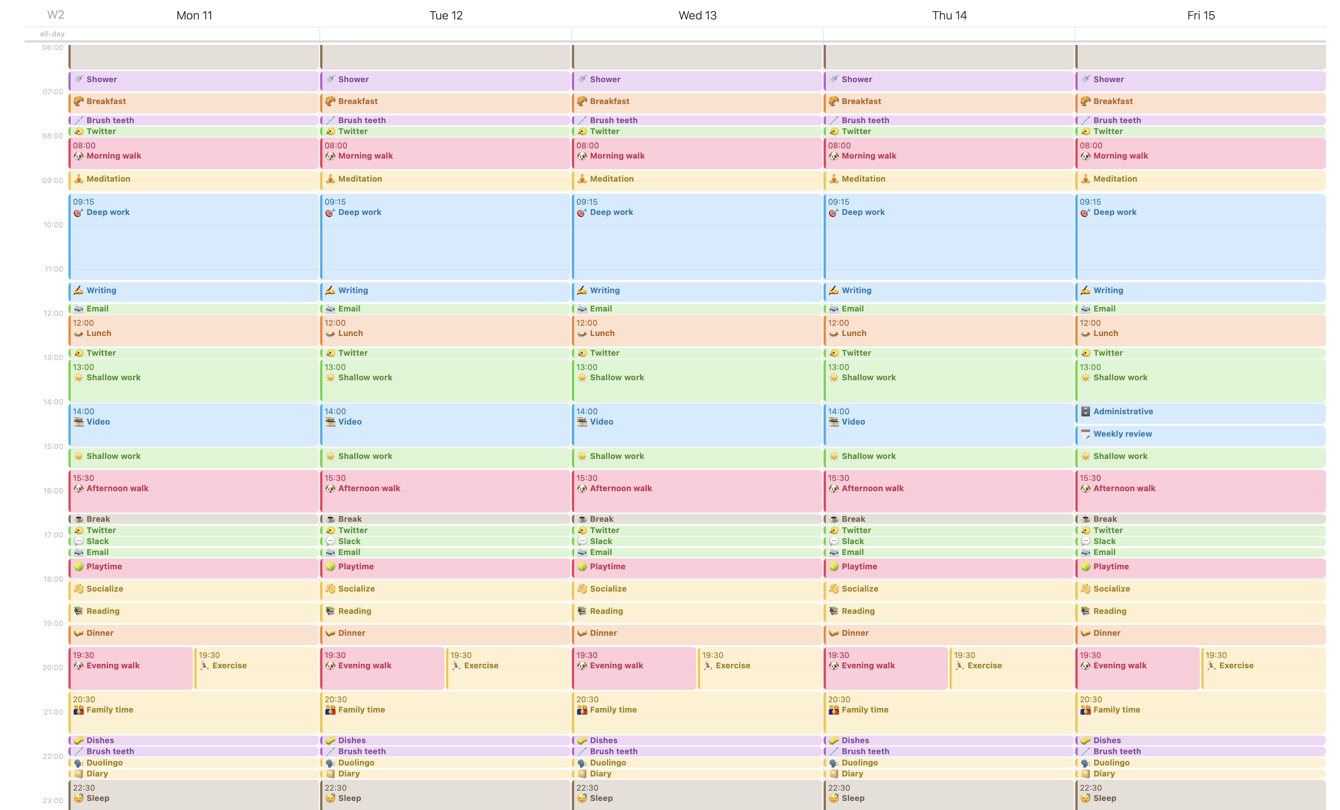 W2
Mon 11
Tue 12
Wed 13
Thu 14
Fri 15
all-day
06:00
07:00
08:00
09:00
10:00
11:00
12:00
13:00
14:00
15:00
16:00
17:00
18:00
19:00
20:00
21:00
22:00
23:00
Shower
Breakfast
Brush teeth
Twitter
08:00
Morning walk
Meditation
09:15
Deep work
Writing
Email
12:00
Lunch
Twitter
13:00
Shallow work
14:00
Video
Shallow work
15:30
Afternoon walk
Break
Twitter
Slack
Email
Playtime
Socialize
Reading
Dinner
19:30
Evening walk
19:30
Exercise
20:30
Family time
Dishes
Brush teeth
Duolingo
Diary
22:30
Sleep
Shower
Breakfast
Brush teeth
Twitter
08:00
Morning walk
Meditation
09:15
Deep work
Writing
Email
12:00
Lunch
Twitter
13:00
Shallow work
14:00
Video
Shallow work
15:30
Afternoon walk
Break
Twitter
Slack
Email
Playtime
Socialize
Reading
Dinner
19:30
Evening walk
19:30
Exercise
20:30
Family time
Dishes
Brush teeth
Duolingo
Diary
22:30
Sleep
Shower
Breakfast
Brush teeth
Twitter
08:00
Morning walk
Meditation
09:15
Deep work
Writing
Email
12:00
Lunch
Twitter
13:00
Shallow work
14:00
Video
Shallow work
15:30
Afternoon walk
Break
Twitter
Slack
Email
Playtime
Socialize
Reading
Dinner
19:30
Evening walk
19:30
Exercise
20:30
Family time
Dishes
Brush teeth
Duolingo
Diary
22:30
Sleep
Shower
Breakfast
Brush teeth
Twitter
08:00
Morning walk
Meditation
09:15
Deep work
Writing
Email
12:00
Lunch
Twitter
13:00
Shallow work
14:00
Video
Shallow work
15:30
Afternoon walk
Break
Twitter
Slack
Email
Playtime
Socialize
Reading
Dinner
19:30
Evening walk
19:30
Exercise
20:30
Family time
Dishes
Brush teeth
Duolingo
Diary
22:30
Sleep
Shower
Breakfast
Brush teeth
Twitter
08:00
Morning walk
Meditation
09:15
Deep work
Writing
Email
12:00
Lunch
Twitter
13:00
Shallow work
Administrative
Weekly review
Shallow work
15:30
Afternoon walk
Break
Twitter
Slack
Email
Playtime
Socialize
Reading
Dinner
19:30
Evening walk
19:30
Exercise
20:30
Family time
Dishes
Brush teeth
Duolingo
Diary
22:30
Sleep